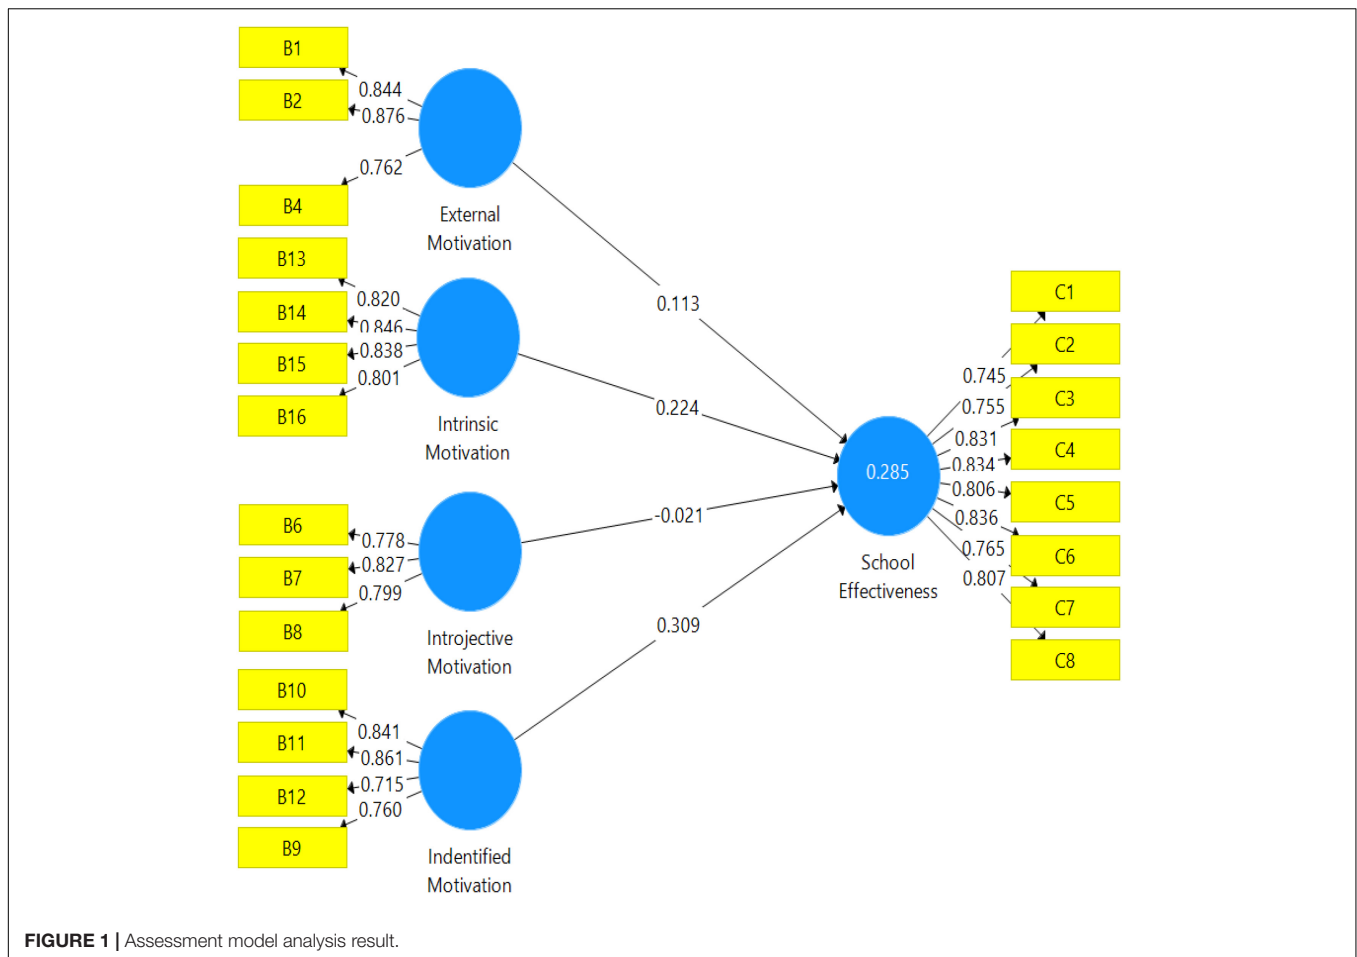 B1
0.844
B2
0.876
0.762
B4
External
Motivation
B13
0.820
B14
0.846
0.838
B15
0.801
B16
Intrinsic
Motivation
B6
0.778
0.827
B7
0.799
B8
Introjective
Motivation
B10
0.841
B11
0.861
0.715
B12
0.760
B9
Indentified
Motivation
0.113
0.224
-0.021
0.309
0.285
School
Effectiveness
0.745
0.755
0.831
0.834
0.806
0.836
0.765
0.807
C1
C2
C3
C4
C5
C6
C7
C8
FIGURE 1 | Assessment model analysis result.